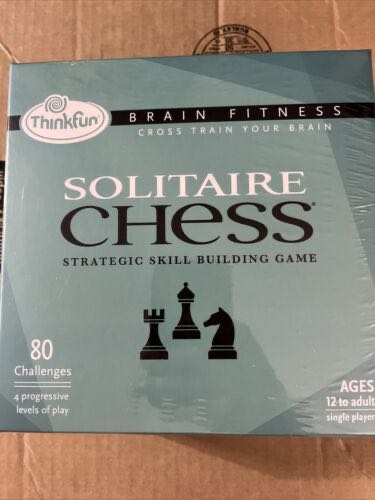 ThinkFun
BRAIN FITNESS
CROSS TRAIN YOUR BRAIN
SOLITAIRE
CHess®
STRATEGIC SKILL BUILDING GAME
80
Challenges
4 progressive
levels of play
AGES
12 to adult
single player